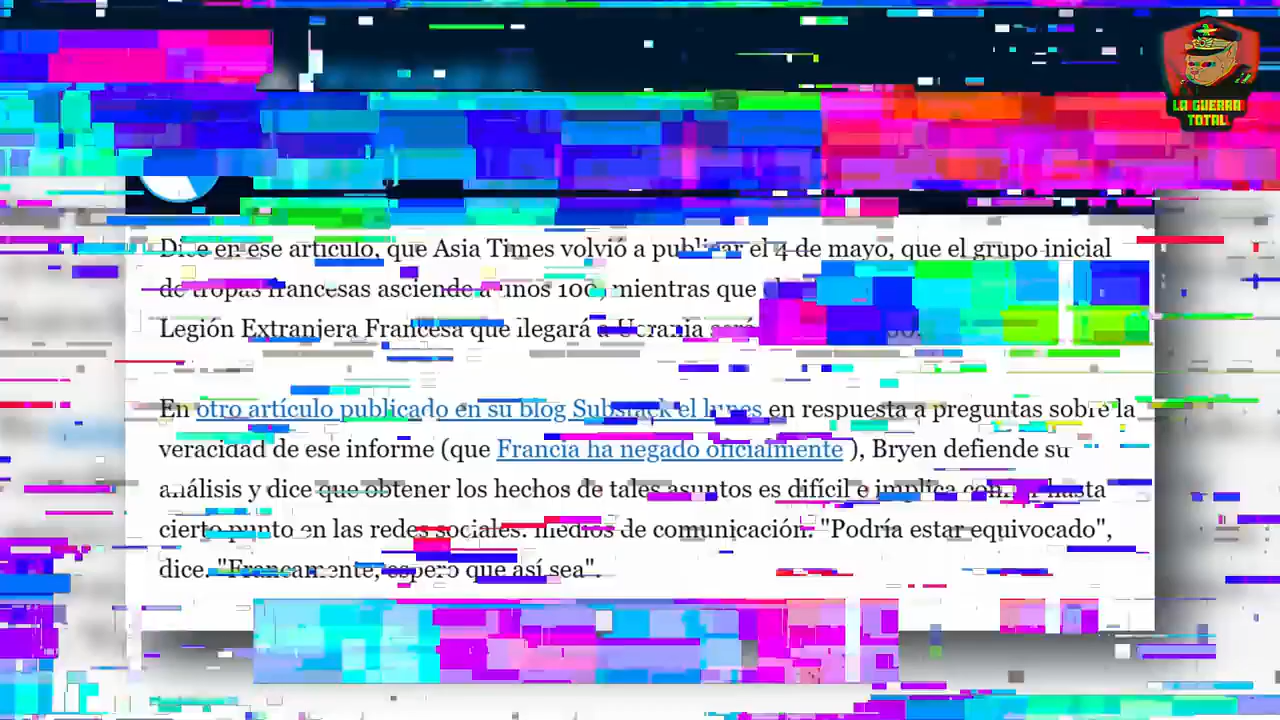 LA GUERRA
TOTAL
Dice en ese artículo, que Asia Times volvió a publicar el 4 de mayo, que el grupo inicial
de tropas francesas asciende a unos 100, mientras que
Legión Extranjera Francesa que llegará a Ucrania será
En otro artículo publicado en su blog Substack el lunes en respuesta a preguntas sobre la
veracidad de ese informe (que Francia ha negado oficialmente ), Bryen defiende su
análisis y dice que obtener los hechos de tales asuntos es difícil e implica hasta
cierto punto en las redes sociales. medios de comunicación. "Podría estar equivocado",
dice. "Francamente, espero que así sea".